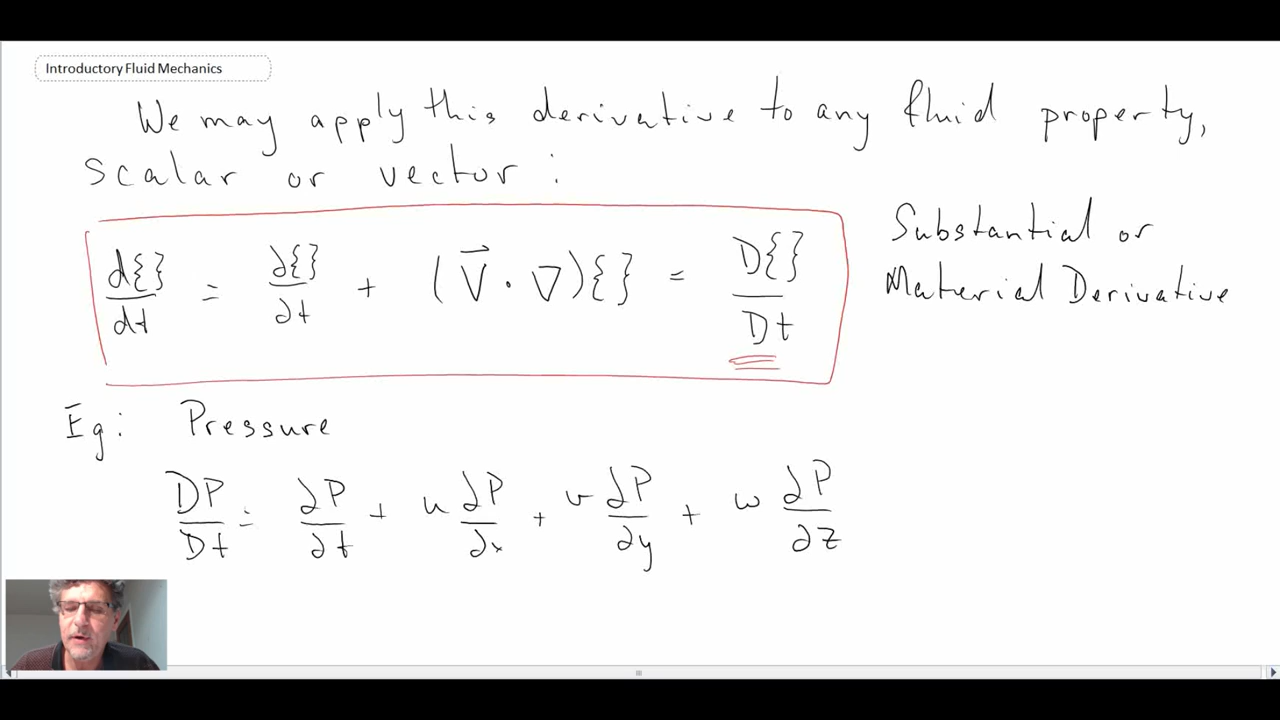 Introductory Fluid Mechanics
We may apply this derivative to any fluid property,
scalar or vector :
d{}/dt = ∂{}/∂t + (V⃗ · ∇){} = D{}/Dt
Substantial or
Material Derivative
Eg: Pressure
DP/Dt = ∂P/∂t + u ∂P/∂x + v ∂P/∂y + w ∂P/∂z